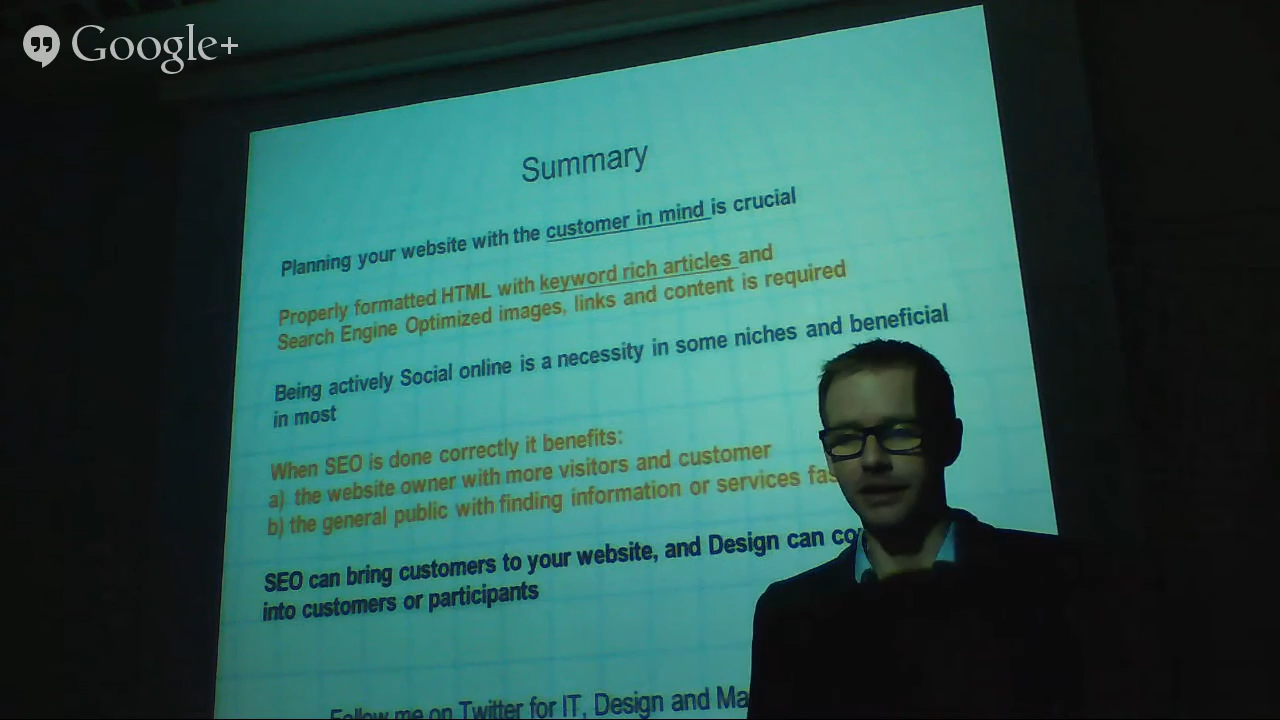 Google+
Summary
Planning your website with the customer in mind is crucial
Properly formatted HTML with keyword rich articles and
Search Engine Optimized images, links and content is required
Being actively Social online is a necessity in some niches and beneficial
in most
When SEO is done correctly it benefits:
a) the website owner with more visitors and customer
b) the general public with finding information or services
SEO can bring customers to your website, and Design can
into customers or participants
Follow me on Twitter for IT, Design and